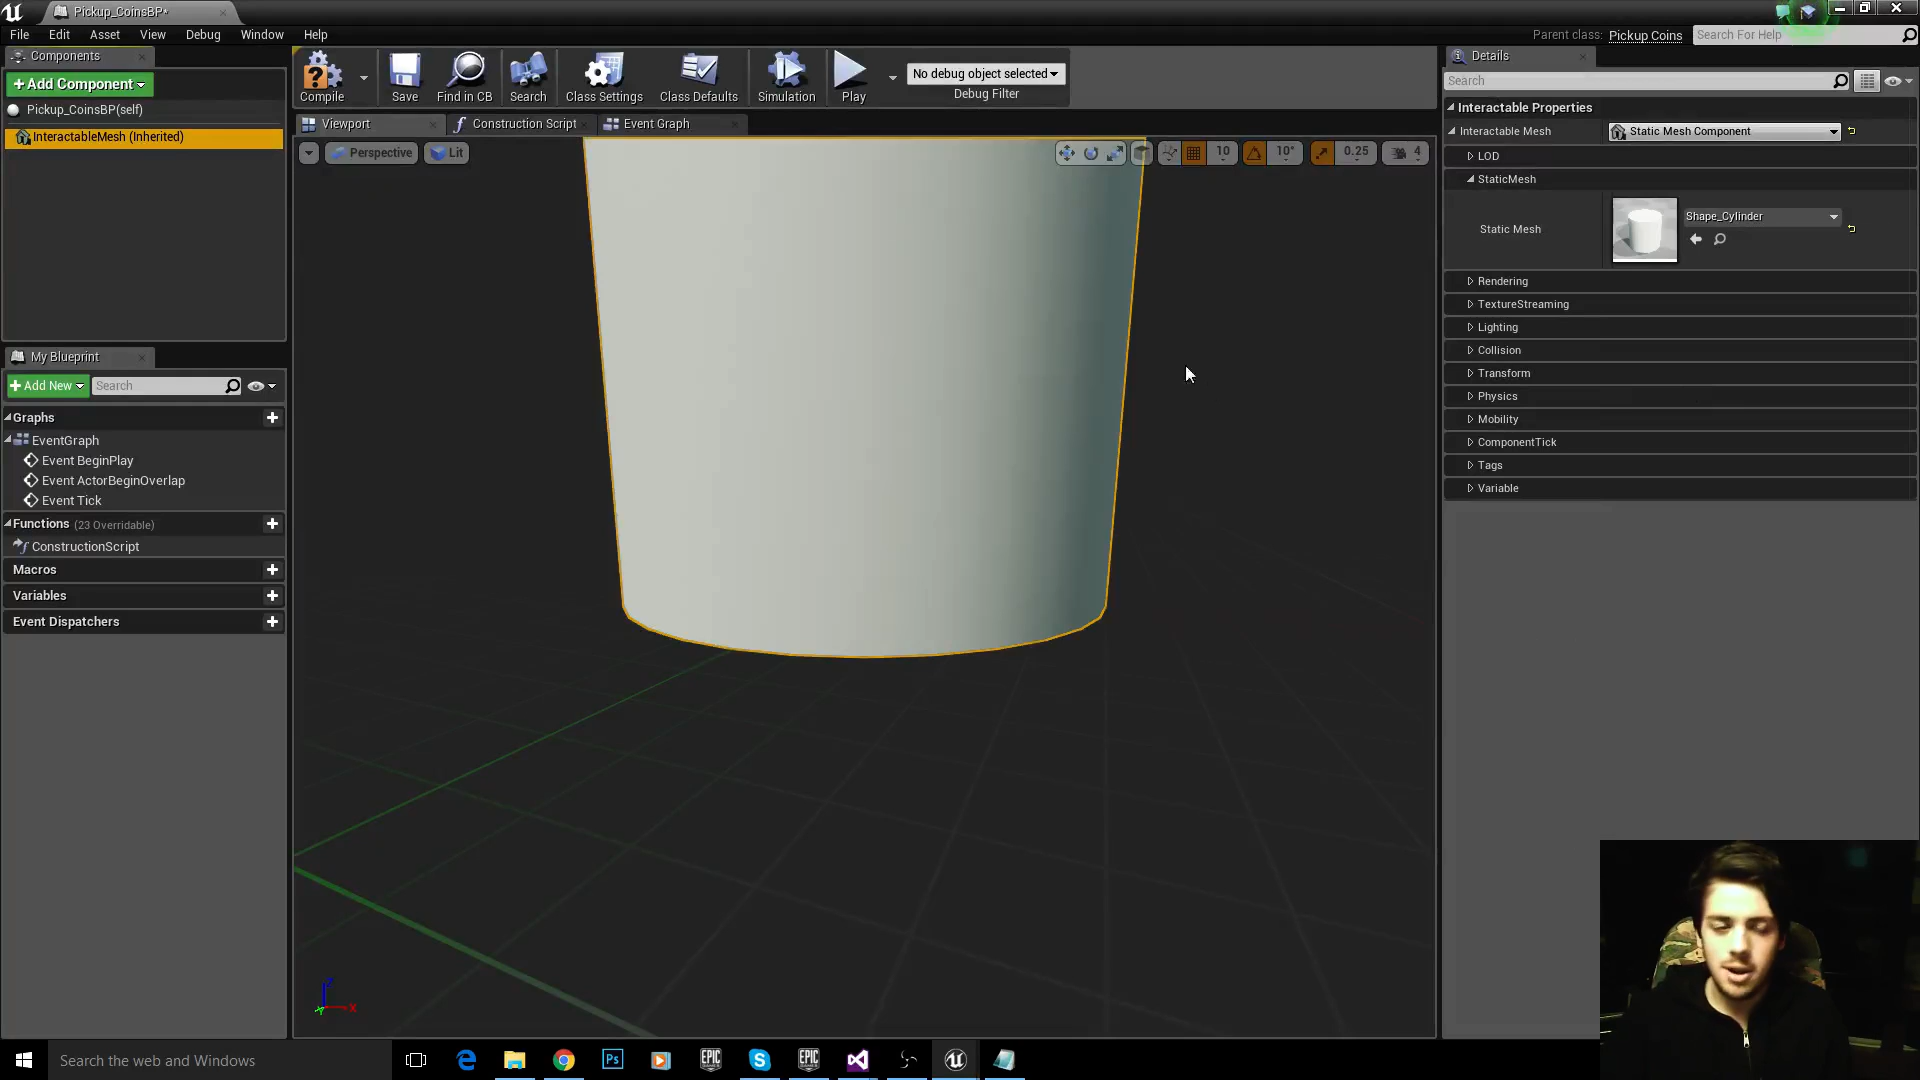 Pickup_CoinsBP*
File Edit Asset View Debug Window Help
Parent class: Pickup Coins Search For Help
Components
Add Component
Pickup_CoinsBP(self)
InteractableMesh (Inherited)
My Blueprint
Add New Search
Graphs
EventGraph
Event BeginPlay
Event ActorBeginOverlap
Event Tick
Functions (23 Overridable)
ConstructionScript
Macros
Variables
Event Dispatchers
Compile Save Find in CB Search Class Settings Class Defaults Simulation Play
No debug object selected
Debug Filter
Viewport Construction Script Event Graph
Perspective Lit
10 10° 0.25 4
Z
X
Y
Details
Search
Interactable Properties
Interactable Mesh Static Mesh Component
LOD
StaticMesh
Static Mesh Shape_Cylinder
Rendering
TextureStreaming
Lighting
Collision
Transform
Physics
Mobility
ComponentTick
Tags
Variable
Search the web and Windows
Ps
EPIC
EPIC